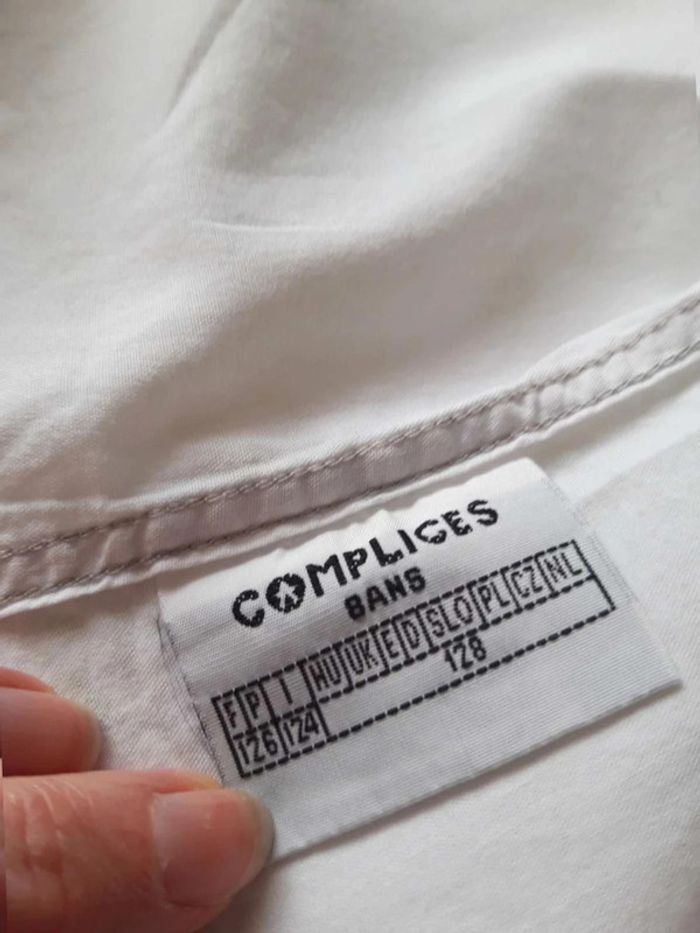 COMPLICES
8ANS
F P I HU UK E D SLO PL CZ NL
126 124 128